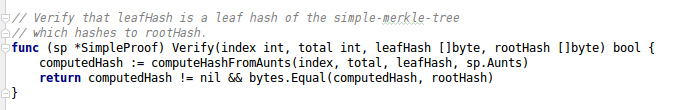 // Verify that leafHash is a leaf hash of the simple-merkle-tree
// which hashes to rootHash.
func (sp *SimpleProof) Verify(index int, total int, leafHash []byte, rootHash []byte) bool {
    computedHash := computeHashFromAunts(index, total, leafHash, sp.Aunts)
    return computedHash != nil && bytes.Equal(computedHash, rootHash)
}